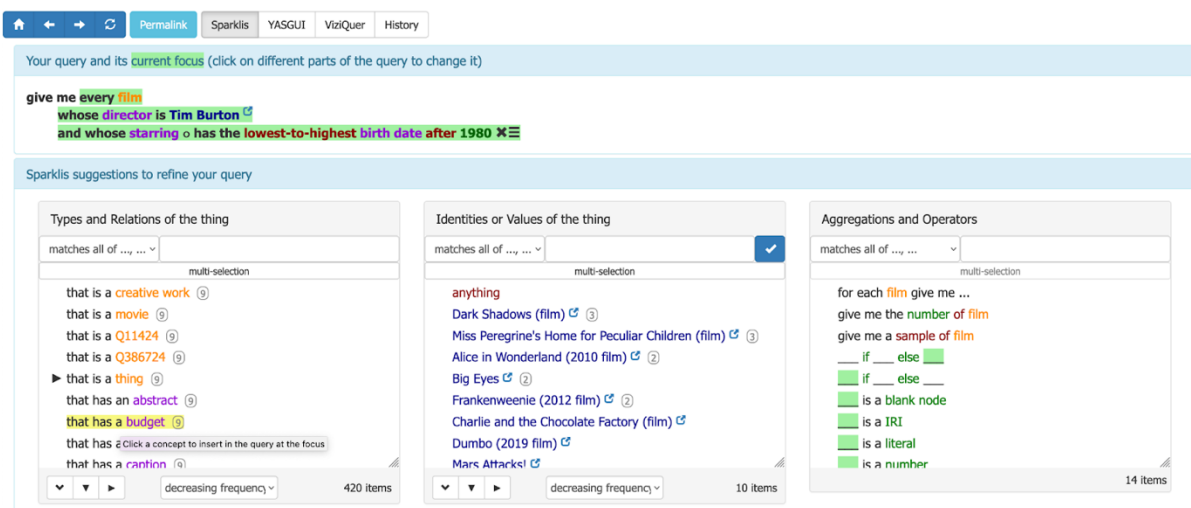 Permalink Sparklis YASGUI ViziQuer History
Your query and its current focus (click on different parts of the query to change it)
give me every film
whose director is Tim Burton
and whose starring o has the lowest-to-highest birth date after 1980
Sparklis suggestions to refine your query
Types and Relations of the thing
matches all of ..., ...
multi-selection
that is a creative work 9
that is a movie 9
that is a Q11424 9
that is a Q386724 9
that is a thing 9
that has an abstract 9
that has a budget 9
that has a
Click a concept to insert in the query at the focus
that has a caption 9
decreasing frequency
420 items
Identities or Values of the thing
matches all of ..., ...
multi-selection
anything
Dark Shadows (film) 3
Miss Peregrine's Home for Peculiar Children (film) 3
Alice in Wonderland (2010 film) 2
Big Eyes 2
Frankenweenie (2012 film) 2
Charlie and the Chocolate Factory (film)
Dumbo (2019 film)
Mars Attacks!
decreasing frequency
10 items
Aggregations and Operators
matches all of ..., ...
multi-selection
for each film give me ...
give me the number of film
give me a sample of film
___ if ___ else ___
___ if ___ else ___
___ is a blank node
___ is a IRI
___ is a literal
___ is a number
14 items